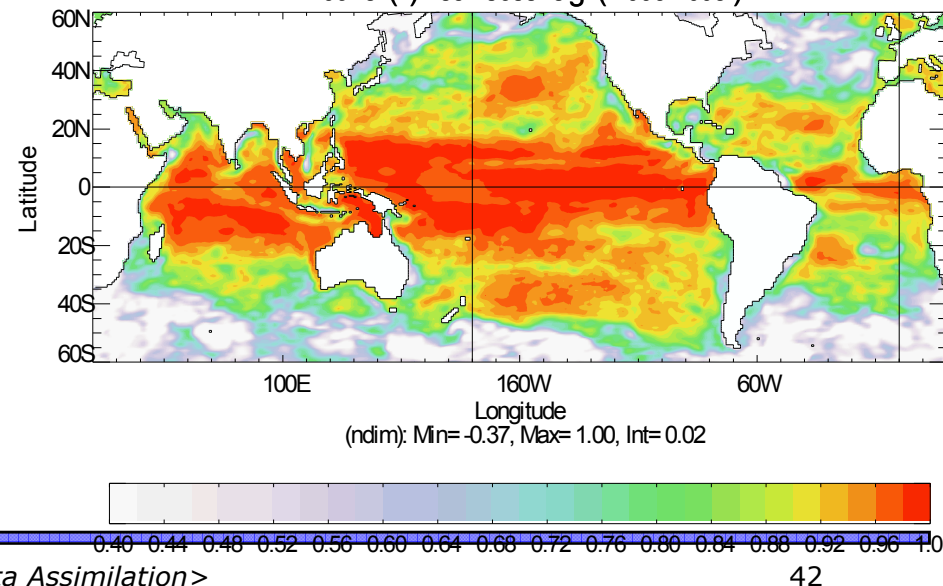 60N
40N
20N
0
20S
40S
60S
Latitude
100E 160W 60W
Longitude
(ndim): Min= -0.37, Max= 1.00, Int= 0.02
0.40 0.44 0.48 0.52 0.56 0.60 0.64 0.68 0.72 0.76 0.80 0.84 0.88 0.92 0.96 1.0
ta Assimilation> 42